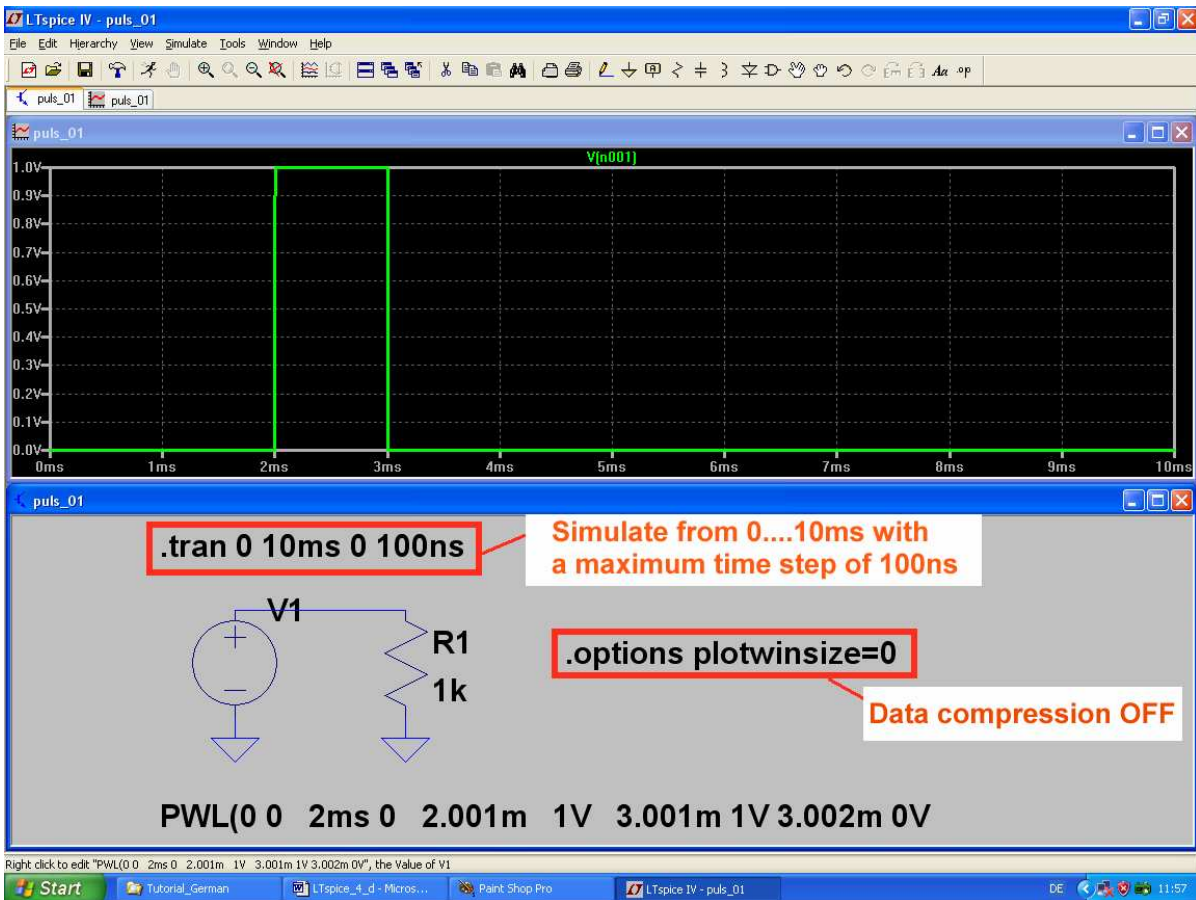 LTspice IV - puls_01
File Edit Hierarchy View Simulate Tools Window Help
Aa .op
puls_01 puls_01
puls_01
V(n001)
1.0V
0.9V
0.8V
0.7V
0.6V
0.5V
0.4V
0.3V
0.2V
0.1V
0.0V
0ms 1ms 2ms 3ms 4ms 5ms 6ms 7ms 8ms 9ms 10ms
puls_01
.tran 0 10ms 0 100ns
Simulate from 0....10ms with
a maximum time step of 100ns
V1
R1
1k
.options plotwinsize=0
Data compression OFF
PWL(0 0 2ms 0 2.001m 1V 3.001m 1V 3.002m 0V
Right click to edit "PWL(0 0 2ms 0 2.001m 1V 3.001m 1V 3.002m 0V", the Value of V1
Start Tutorial_German LTspice_4_d - Micros... Paint Shop Pro LTspice IV - puls_01 DE 11:57